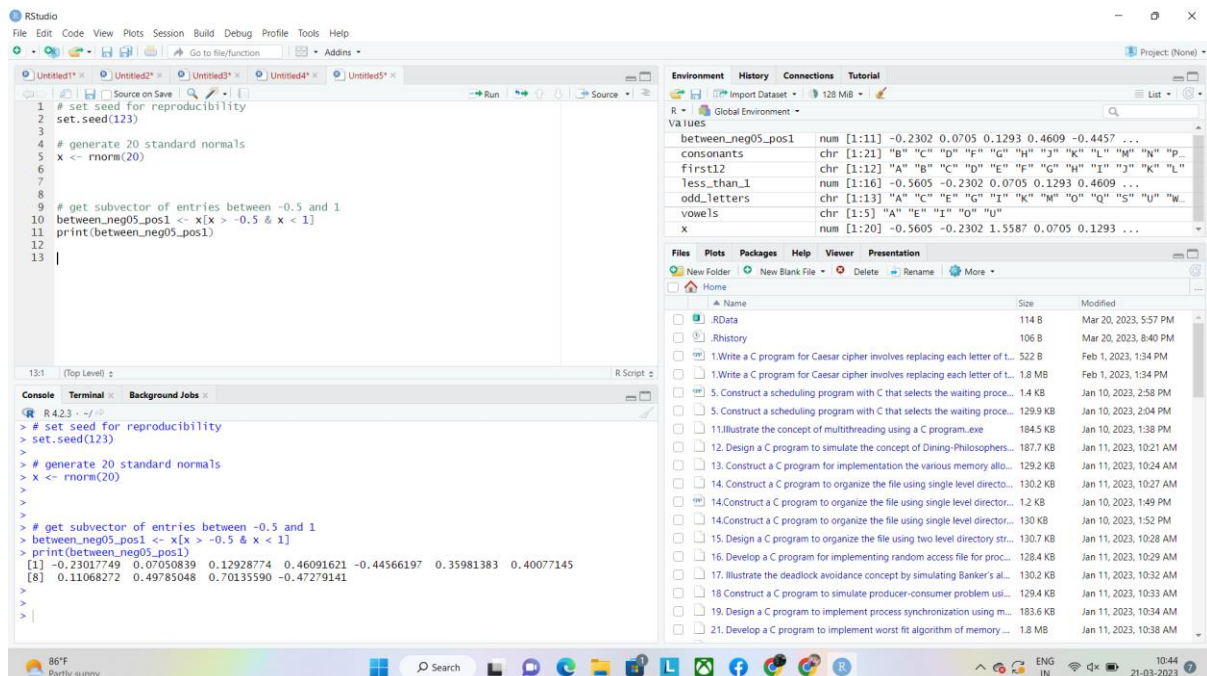 RStudio
File Edit Code View Plots Session Build Debug Profile Tools Help
Go to file/function Addins
Project: (None)
Untitled1* Untitled2* Untitled3* Untitled4* Untitled5*
Source on Save Run Source
1 # set seed for reproducibility
2 set.seed(123)
3
4 # generate 20 standard normals
5 x <- rnorm(20)
6
7
8
9 # get subvector of entries between -0.5 and 1
10 between_neg05_pos1 <- x[x > -0.5 & x < 1]
11 print(between_neg05_pos1)
12
13
13:1 (Top Level) R Script
Console Terminal Background Jobs
R 4.2.3 · ~/
> # set seed for reproducibility
> set.seed(123)
>
> # generate 20 standard normals
> x <- rnorm(20)
>
>
>
> # get subvector of entries between -0.5 and 1
> between_neg05_pos1 <- x[x > -0.5 & x < 1]
> print(between_neg05_pos1)
[1] -0.23017749 0.07050839 0.12928774 0.46091621 -0.44566197 0.35981383 0.40077145
[8] 0.11068272 0.49785048 0.70135590 -0.47279141
>
>
>
Environment History Connections Tutorial
Import Dataset 128 MiB List
R Global Environment
Values
between_neg05_pos1 num [1:11] -0.2302 0.0705 0.1293 0.4609 -0.4457 ...
consonants chr [1:21] "B" "C" "D" "F" "G" "H" "J" "K" "L" "M" "N" "P…
first12 chr [1:12] "A" "B" "C" "D" "E" "F" "G" "H" "I" "J" "K" "L"
less_than_1 num [1:16] -0.5605 -0.2302 0.0705 0.1293 0.4609 ...
odd_letters chr [1:13] "A" "C" "E" "G" "I" "K" "M" "O" "Q" "S" "U" "W…
vowels chr [1:5] "A" "E" "I" "O" "U"
x num [1:20] -0.5605 -0.2302 1.5587 0.0705 0.1293 ...
Files Plots Packages Help Viewer Presentation
New Folder New Blank File Delete Rename More
Home
Name Size Modified
.RData 114 B Mar 20, 2023, 5:57 PM
.Rhistory 106 B Mar 20, 2023, 8:40 PM
1.Write a C program for Caesar cipher involves replacing each letter of t... 522 B Feb 1, 2023, 1:34 PM
1.Write a C program for Caesar cipher involves replacing each letter of t... 1.8 MB Feb 1, 2023, 1:34 PM
5. Construct a scheduling program with C that selects the waiting proce... 1.4 KB Jan 10, 2023, 2:58 PM
5. Construct a scheduling program with C that selects the waiting proce... 129.9 KB Jan 10, 2023, 2:04 PM
11.Illustrate the concept of multithreading using a C program..exe 184.5 KB Jan 10, 2023, 1:38 PM
12. Design a C program to simulate the concept of Dining-Philosophers... 187.7 KB Jan 11, 2023, 10:21 AM
13. Construct a C program for implementation the various memory allo... 129.2 KB Jan 11, 2023, 10:24 AM
14. Construct a C program to organize the file using single level directo... 130.2 KB Jan 11, 2023, 10:27 AM
14.Construct a C program to organize the file using single level director... 1.2 KB Jan 10, 2023, 1:49 PM
14.Construct a C program to organize the file using single level director... 130 KB Jan 10, 2023, 1:52 PM
15. Design a C program to organize the file using two level directory str... 130.7 KB Jan 11, 2023, 10:28 AM
16. Develop a C program for implementing random access file for proc... 128.4 KB Jan 11, 2023, 10:29 AM
17. Illustrate the deadlock avoidance concept by simulating Banker's al... 130.2 KB Jan 11, 2023, 10:32 AM
18 Construct a C program to simulate producer-consumer problem usi... 129.4 KB Jan 11, 2023, 10:33 AM
19. Design a C program to implement process synchronization using m... 183.6 KB Jan 11, 2023, 10:34 AM
21. Develop a C program to implement worst fit algorithm of memory ... 1.8 MB Jan 11, 2023, 10:38 AM
86°F
Partly sunny
Search
ENG
IN
10:44
21-03-2023